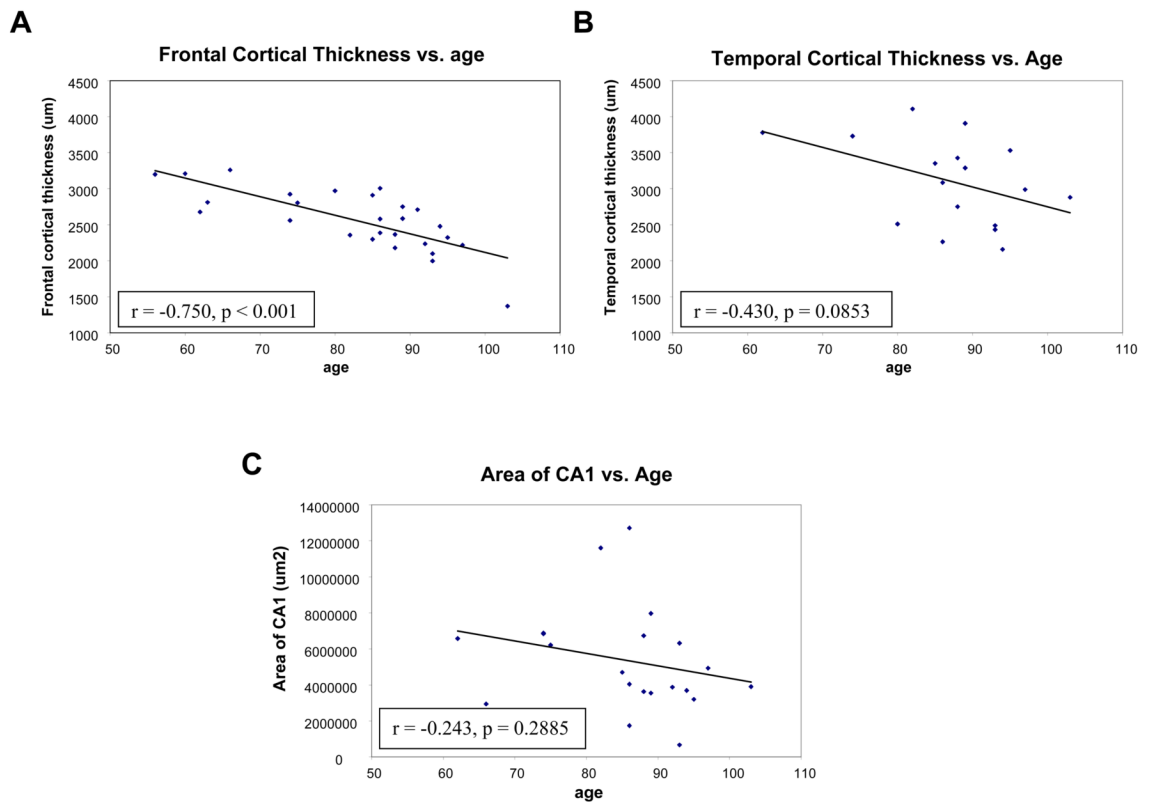 A
Frontal Cortical Thickness vs. age
Frontal cortical thickness (um)
4500
4000
3500
3000
2500
2000
1500
1000
r = -0.750, p < 0.001
50 60 70 80 90 100 110
age
B
Temporal Cortical Thickness vs. Age
Temporal cortical thickness (um)
4500
4000
3500
3000
2500
2000
1500
1000
r = -0.430, p = 0.0853
50 60 70 80 90 100 110
age
C
Area of CA1 vs. Age
Area of CA1 (um2)
14000000
12000000
10000000
8000000
6000000
4000000
2000000
0
r = -0.243, p = 0.2885
50 60 70 80 90 100 110
age